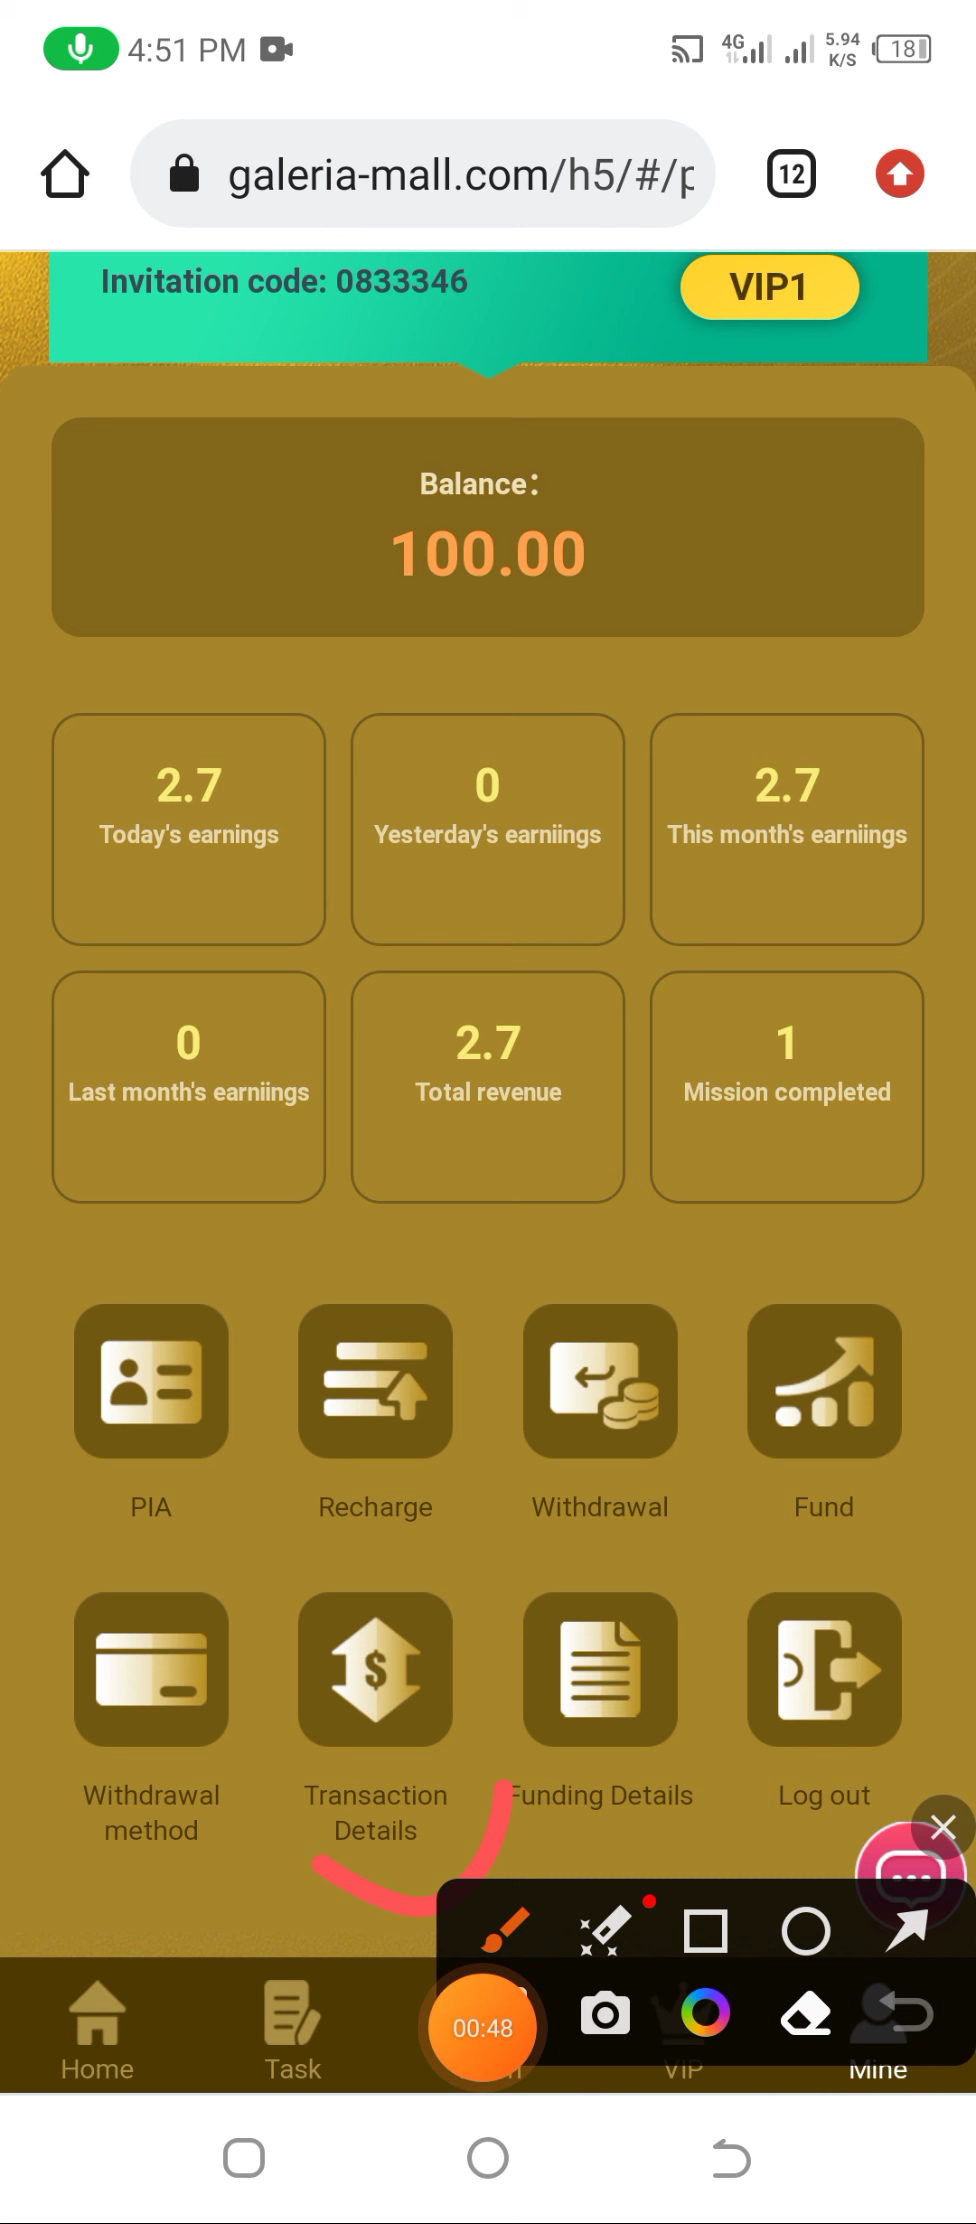 4:51 PM
4G
5.94
K/S
18
galeria-mall.com/h5/#/p
12
Invitation code: 0833346
VIP1
Balance:
100.00
2.7
Today's earnings
0
Yesterday's earniings
2.7
This month's earniings
0
Last month's earniings
2.7
Total revenue
1
Mission completed
PIA
Recharge
Withdrawal
Fund
Withdrawal
method
Transaction
Details
Funding Details
Log out
00:48
Home
Task
VIP
Mine